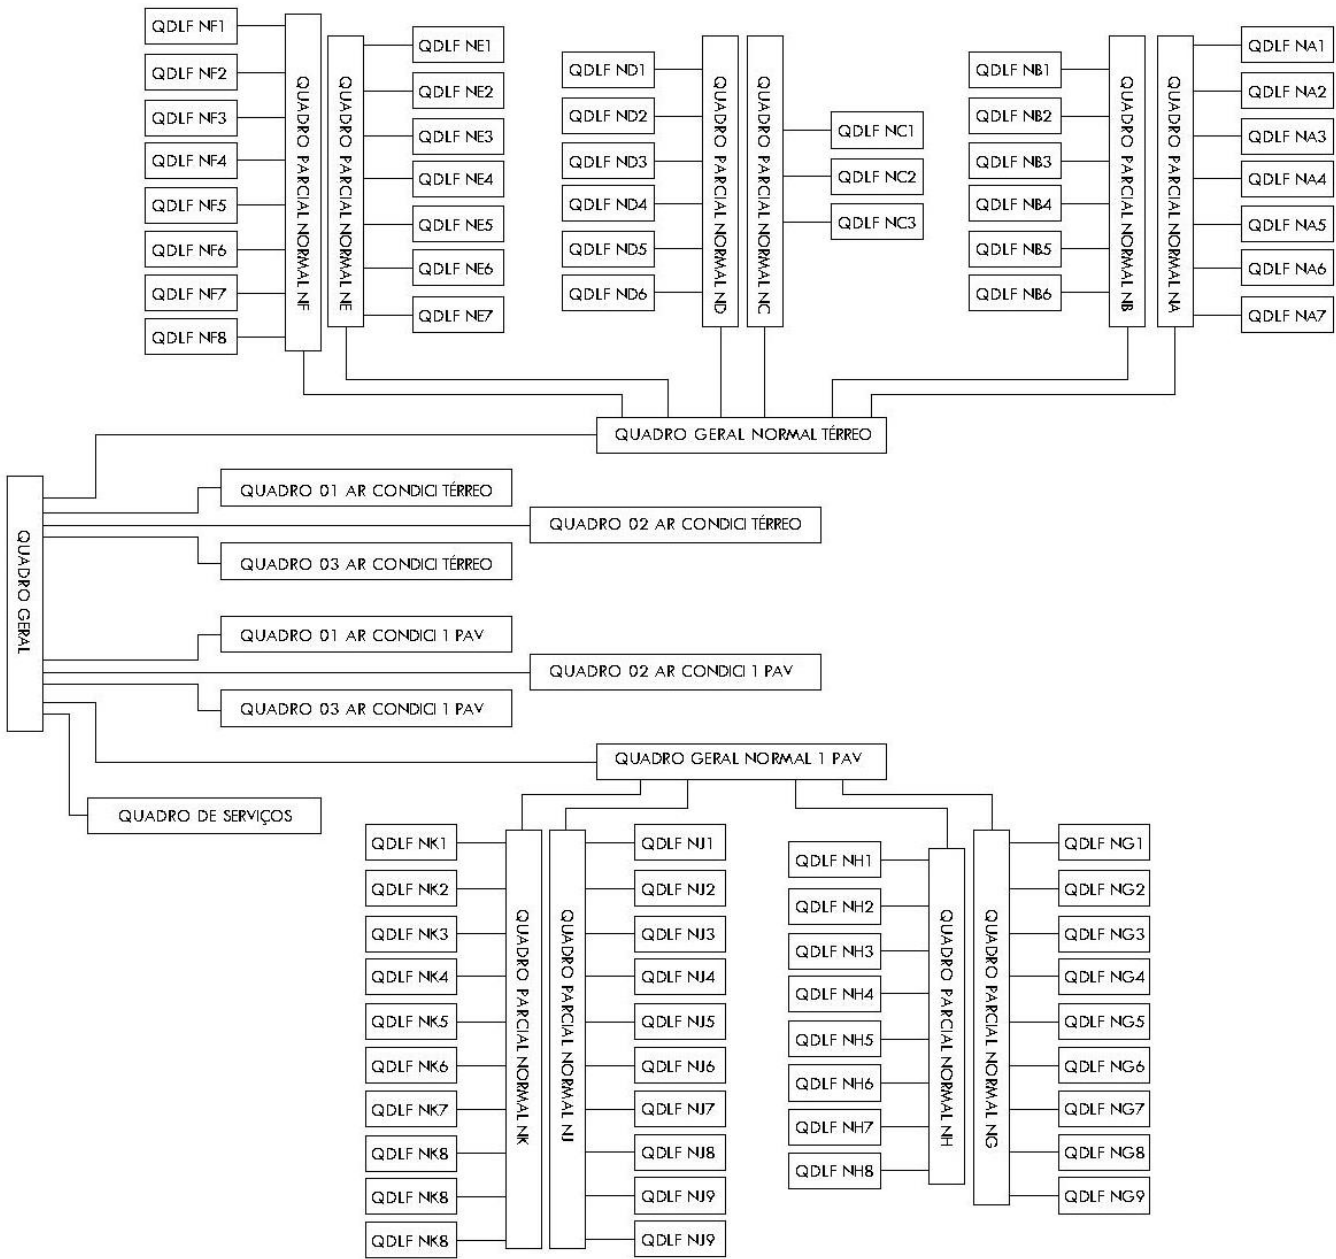 QDLF NF1
QDLF NF2
QDLF NF3
QDLF NF4
QDLF NF5
QDLF NF6
QDLF NF7
QDLF NF8
QUADRO PARCIAL NORMAL NF
QUADRO PARCIAL NORMAL NE
QDLF NE1
QDLF NE2
QDLF NE3
QDLF NE4
QDLF NE5
QDLF NE6
QDLF NE7
QDLF ND1
QDLF ND2
QDLF ND3
QDLF ND4
QDLF ND5
QDLF ND6
QUADRO PARCIAL NORMAL ND
QUADRO PARCIAL NORMAL NC
QDLF NC1
QDLF NC2
QDLF NC3
QDLF NB1
QDLF NB2
QDLF NB3
QDLF NB4
QDLF NB5
QDLF NB6
QUADRO PARCIAL NORMAL NB
QUADRO PARCIAL NORMAL NA
QDLF NA1
QDLF NA2
QDLF NA3
QDLF NA4
QDLF NA5
QDLF NA6
QDLF NA7
QUADRO GERAL NORMAL TÉRREO
QUADRO GERAL
QUADRO 01 AR CONDICI TÉRREO
QUADRO 02 AR CONDICI TÉRREO
QUADRO 03 AR CONDICI TÉRREO
QUADRO 01 AR CONDICI 1 PAV
QUADRO 02 AR CONDICI 1 PAV
QUADRO 03 AR CONDICI 1 PAV
QUADRO GERAL NORMAL 1 PAV
QUADRO DE SERVIÇOS
QDLF NK1
QDLF NK2
QDLF NK3
QDLF NK4
QDLF NK5
QDLF NK6
QDLF NK7
QDLF NK8
QDLF NK8
QDLF NK8
QUADRO PARCIAL NORMAL NK
QUADRO PARCIAL NORMAL NJ
QDLF NJ1
QDLF NJ2
QDLF NJ3
QDLF NJ4
QDLF NJ5
QDLF NJ6
QDLF NJ7
QDLF NJ8
QDLF NJ9
QDLF NJ9
QDLF NH1
QDLF NH2
QDLF NH3
QDLF NH4
QDLF NH5
QDLF NH6
QDLF NH7
QDLF NH8
QUADRO PARCIAL NORMAL NH
QUADRO PARCIAL NORMAL NG
QDLF NG1
QDLF NG2
QDLF NG3
QDLF NG4
QDLF NG5
QDLF NG6
QDLF NG7
QDLF NG8
QDLF NG9